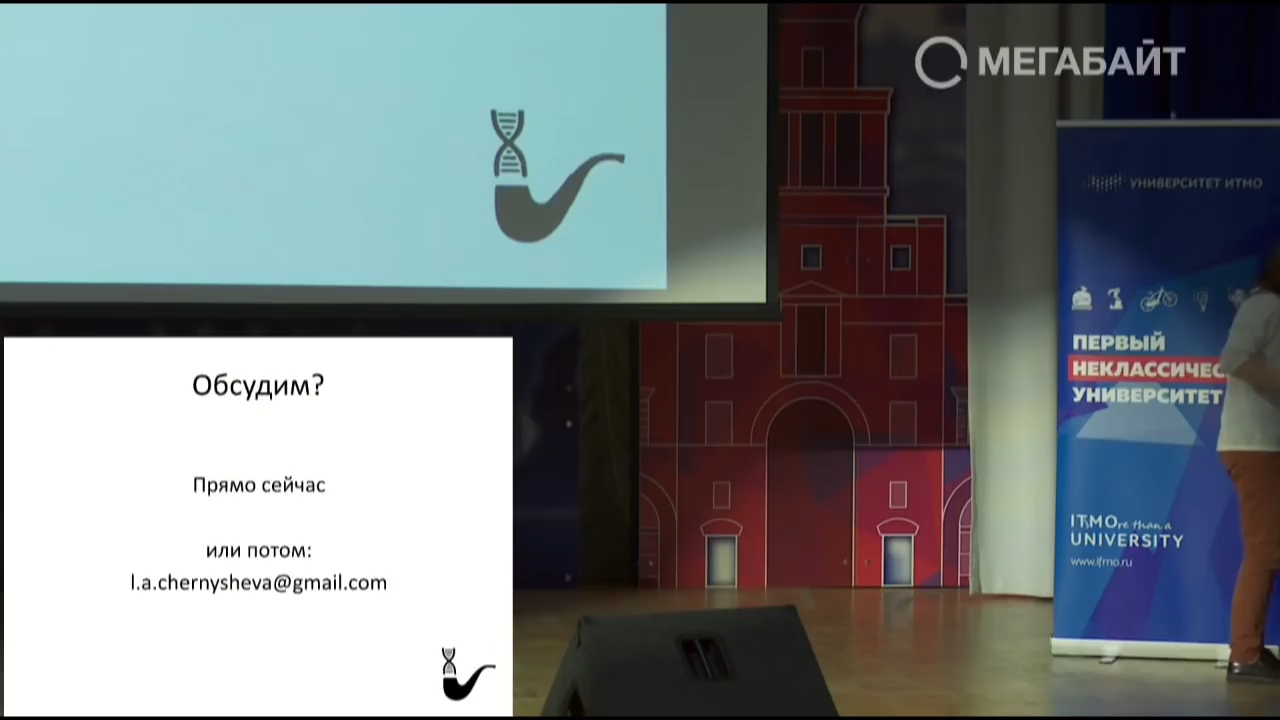 МЕГАБАЙТ
УНИВЕРСИТЕТ ИТМО
ПЕРВЫЙ
НЕКЛАССИЧЕС
УНИВЕРСИТЕТ
ITMOre than a
UNIVERSITY
www.ifmo.ru
Обсудим?
Прямо сейчас
или потом:
l.a.chernysheva@gmail.com